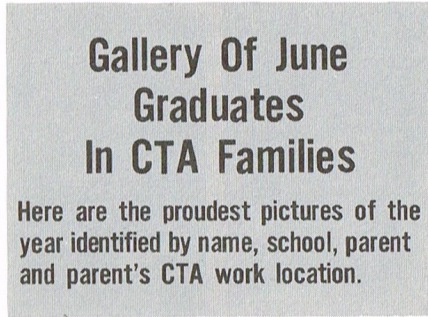 Gallery Of June
Graduates
In CTA Families
Here are the proudest pictures of the
year identified by name, school, parent
and parent's CTA work location.